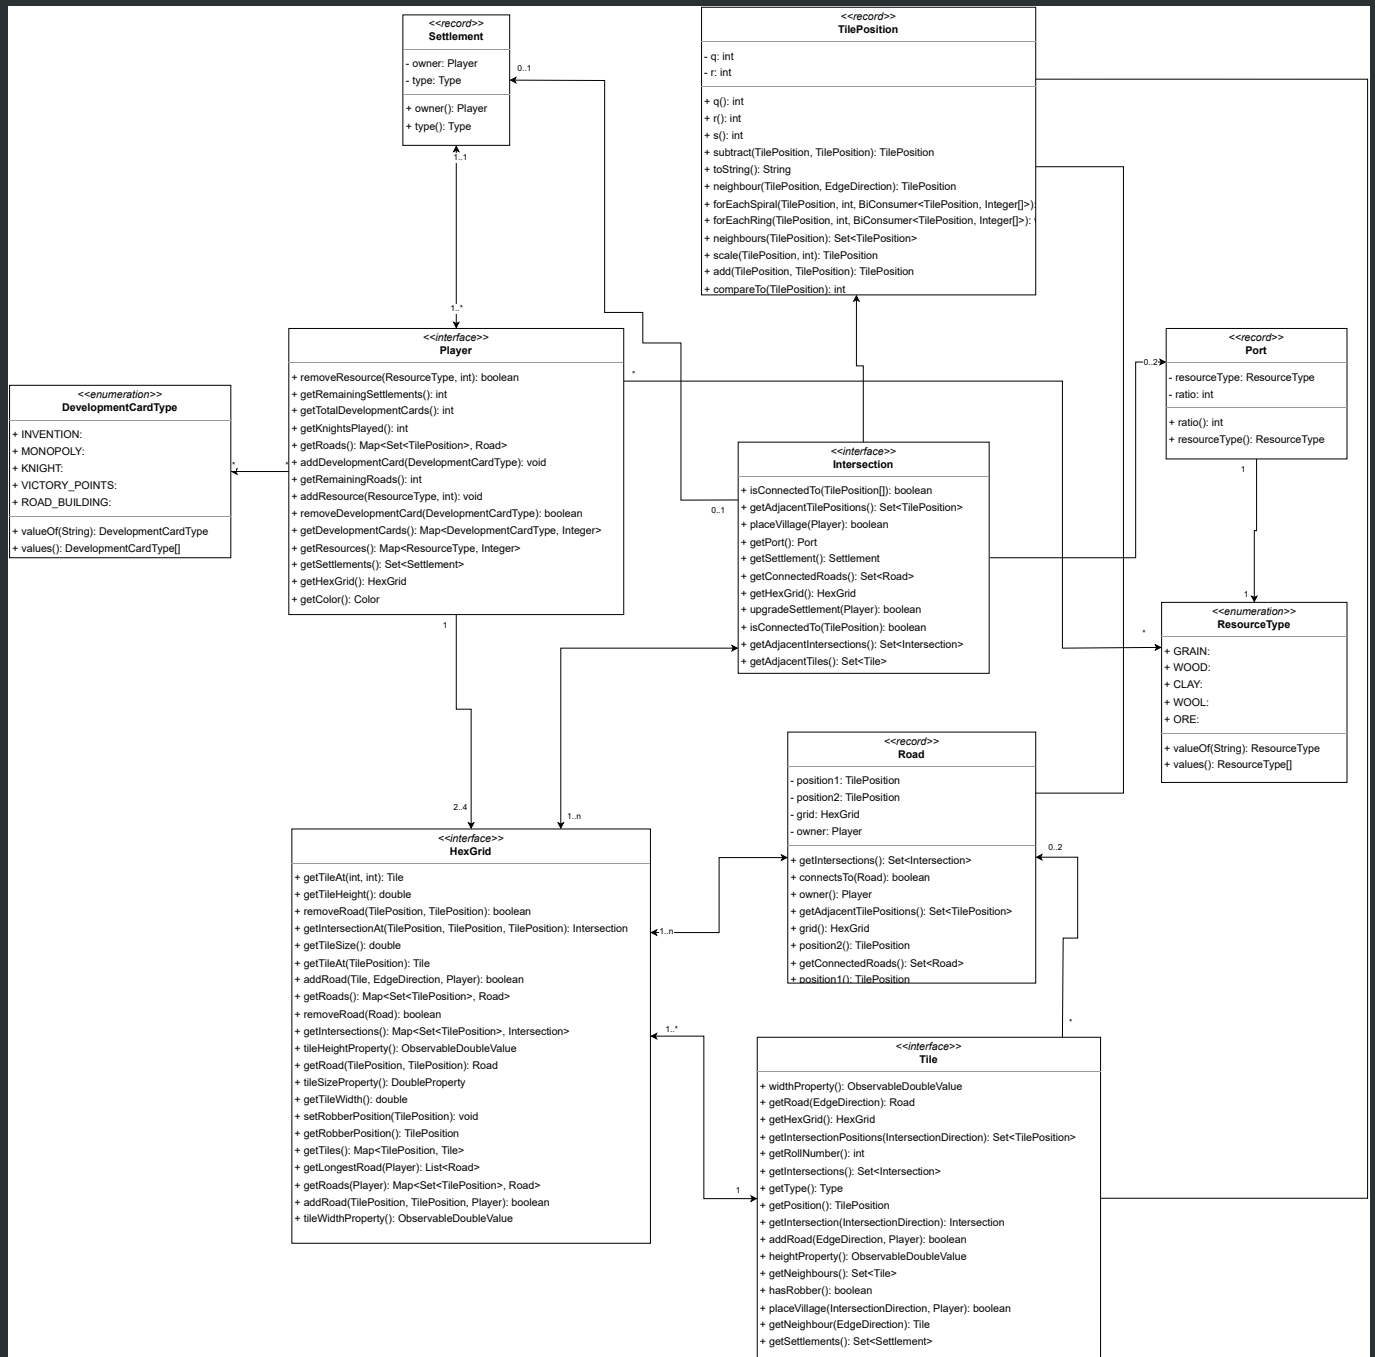 <<record>>
Settlement
- owner: Player
- type: Type
+ owner(): Player
+ type(): Type
0..1
1..1
1..*
<<record>>
TilePosition
- q: int
- r: int
+ q(): int
+ r(): int
+ s(): int
+ subtract(TilePosition, TilePosition): TilePosition
+ toString(): String
+ neighbour(TilePosition, EdgeDirection): TilePosition
+ forEachSpiral(TilePosition, int, BiConsumer<TilePosition, Integer[]>):
+ forEachRing(TilePosition, int, BiConsumer<TilePosition, Integer[]>):
+ neighbours(TilePosition): Set<TilePosition>
+ scale(TilePosition, int): TilePosition
+ add(TilePosition, TilePosition): TilePosition
+ compareTo(TilePosition): int
<<interface>>
Player
+ removeResource(ResourceType, int): boolean
+ getRemainingSettlements(): int
+ getTotalDevelopmentCards(): int
+ getKnightsPlayed(): int
+ getRoads(): Map<Set<TilePosition>, Road>
+ addDevelopmentCard(DevelopmentCardType): void
+ getRemainingRoads(): int
+ addResource(ResourceType, int): void
+ removeDevelopmentCard(DevelopmentCardType): boolean
+ getDevelopmentCards(): Map<DevelopmentCardType, Integer>
+ getResources(): Map<ResourceType, Integer>
+ getSettlements(): Set<Settlement>
+ getHexGrid(): HexGrid
+ getColor(): Color
*
<<enumeration>>
DevelopmentCardType
+ INVENTION:
+ MONOPOLY:
+ KNIGHT:
+ VICTORY_POINTS:
+ ROAD_BUILDING:
+ valueOf(String): DevelopmentCardType
+ values(): DevelopmentCardType[]
*
*
<<record>>
Port
- resourceType: ResourceType
- ratio: int
+ ratio(): int
+ resourceType(): ResourceType
0..2
1
1
<<interface>>
Intersection
+ isConnectedTo(TilePosition[]): boolean
+ getAdjacentTilePositions(): Set<TilePosition>
+ placeVillage(Player): boolean
+ getPort(): Port
+ getSettlement(): Settlement
+ getConnectedRoads(): Set<Road>
+ getHexGrid(): HexGrid
+ upgradeSettlement(Player): boolean
+ isConnectedTo(TilePosition): boolean
+ getAdjacentIntersections(): Set<Intersection>
+ getAdjacentTiles(): Set<Tile>
0..1
<<enumeration>>
ResourceType
+ GRAIN:
+ WOOD:
+ CLAY:
+ WOOL:
+ ORE:
+ valueOf(String): ResourceType
+ values(): ResourceType[]
*
1
2..4
1..n
<<record>>
Road
- position1: TilePosition
- position2: TilePosition
- grid: HexGrid
- owner: Player
+ getIntersections(): Set<Intersection>
+ connectsTo(Road): boolean
+ owner(): Player
+ getAdjacentTilePositions(): Set<TilePosition>
+ grid(): HexGrid
+ position2(): TilePosition
+ getConnectedRoads(): Set<Road>
+ position1(): TilePosition
0..2
*
<<interface>>
HexGrid
+ getTileAt(int, int): Tile
+ getTileHeight(): double
+ removeRoad(TilePosition, TilePosition): boolean
+ getIntersectionAt(TilePosition, TilePosition, TilePosition): Intersection
+ getTileSize(): double
+ getTileAt(TilePosition): Tile
+ addRoad(Tile, EdgeDirection, Player): boolean
+ getRoads(): Map<Set<TilePosition>, Road>
+ removeRoad(Road): boolean
+ getIntersections(): Map<Set<TilePosition>, Intersection>
+ tileHeightProperty(): ObservableDoubleValue
+ getRoad(TilePosition, TilePosition): Road
+ tileSizeProperty(): DoubleProperty
+ getTileWidth(): double
+ setRobberPosition(TilePosition): void
+ getRobberPosition(): TilePosition
+ getTiles(): Map<TilePosition, Tile>
+ getLongestRoad(Player): List<Road>
+ getRoads(Player): Map<Set<TilePosition>, Road>
+ addRoad(TilePosition, TilePosition, Player): boolean
+ tileWidthProperty(): ObservableDoubleValue
1..n
1..*
1
<<interface>>
Tile
+ widthProperty(): ObservableDoubleValue
+ getRoad(EdgeDirection): Road
+ getHexGrid(): HexGrid
+ getIntersectionPositions(IntersectionDirection): Set<TilePosition>
+ getRollNumber(): int
+ getIntersections(): Set<Intersection>
+ getType(): Type
+ getPosition(): TilePosition
+ getIntersection(IntersectionDirection): Intersection
+ addRoad(EdgeDirection, Player): boolean
+ heightProperty(): ObservableDoubleValue
+ getNeighbours(): Set<Tile>
+ hasRobber(): boolean
+ placeVillage(IntersectionDirection, Player): boolean
+ getNeighbour(EdgeDirection): Tile
+ getSettlements(): Set<Settlement>